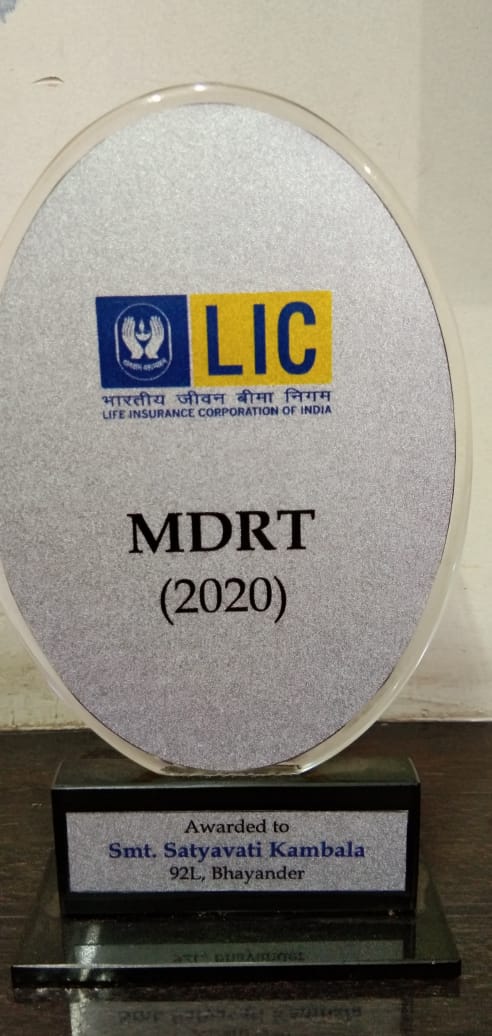 LIC
भारतीय जीवन बीमा निगम
LIFE INSURANCE CORPORATION OF INDIA
MDRT
(2020)
Awarded to
Smt. Satyavati Kambala
92L, Bhayander